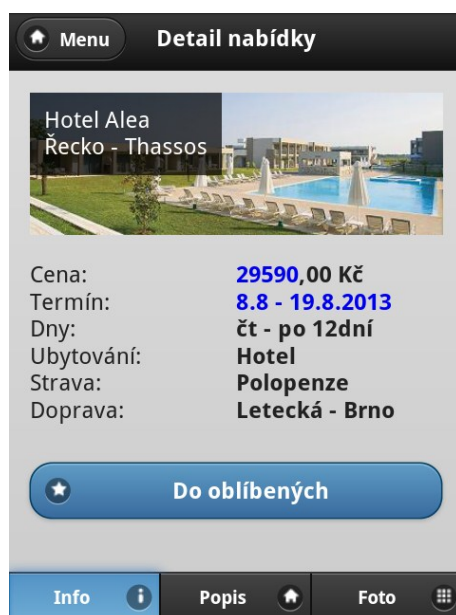 Menu
Detail nabídky
Hotel Alea
Řecko - Thassos
Cena: 29590,00 Kč
Termín: 8.8 - 19.8.2013
Dny: čt - po 12dní
Ubytování: Hotel
Strava: Polopenze
Doprava: Letecká - Brno
Do oblíbených
Info Popis Foto